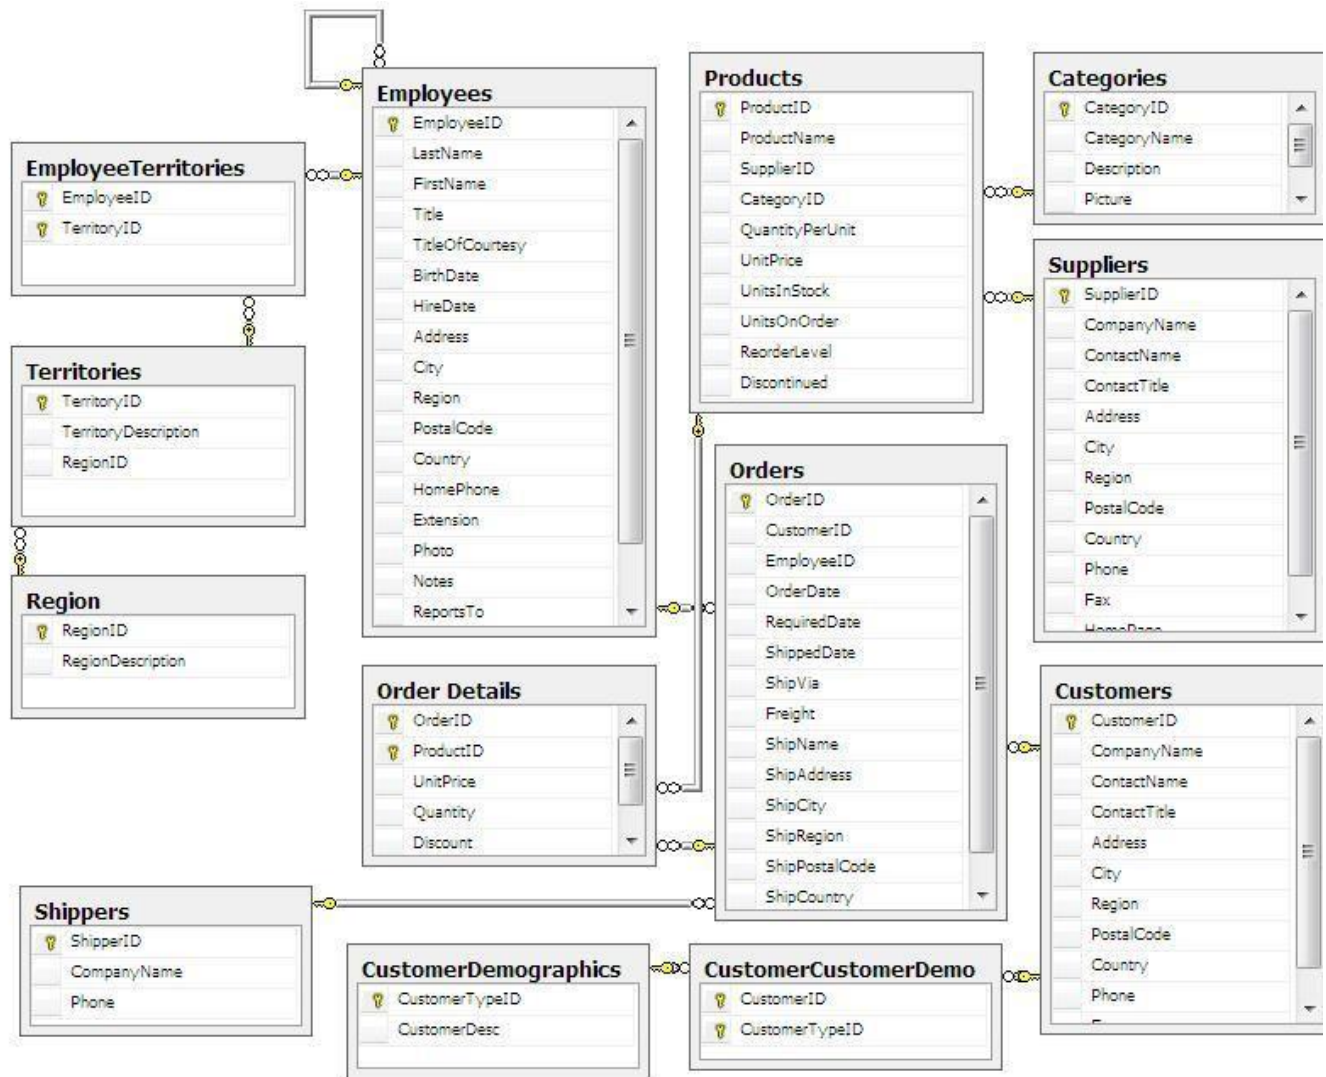 Employees
EmployeeID
LastName
FirstName
Title
TitleOfCourtesy
BirthDate
HireDate
Address
City
Region
PostalCode
Country
HomePhone
Extension
Photo
Notes
ReportsTo
Products
ProductID
ProductName
SupplierID
CategoryID
QuantityPerUnit
UnitPrice
UnitsInStock
UnitsOnOrder
ReorderLevel
Discontinued
Categories
CategoryID
CategoryName
Description
Picture
EmployeeTerritories
EmployeeID
TerritoryID
Suppliers
SupplierID
CompanyName
ContactName
ContactTitle
Address
City
Region
PostalCode
Country
Phone
Fax
HomePage
Territories
TerritoryID
TerritoryDescription
RegionID
Orders
OrderID
CustomerID
EmployeeID
OrderDate
RequiredDate
ShippedDate
ShipVia
Freight
ShipName
ShipAddress
ShipCity
ShipRegion
ShipPostalCode
ShipCountry
Region
RegionID
RegionDescription
Order Details
OrderID
ProductID
UnitPrice
Quantity
Discount
Customers
CustomerID
CompanyName
ContactName
ContactTitle
Address
City
Region
PostalCode
Country
Phone
Shippers
ShipperID
CompanyName
Phone
CustomerDemographics
CustomerTypeID
CustomerDesc
CustomerCustomerDemo
CustomerID
CustomerTypeID